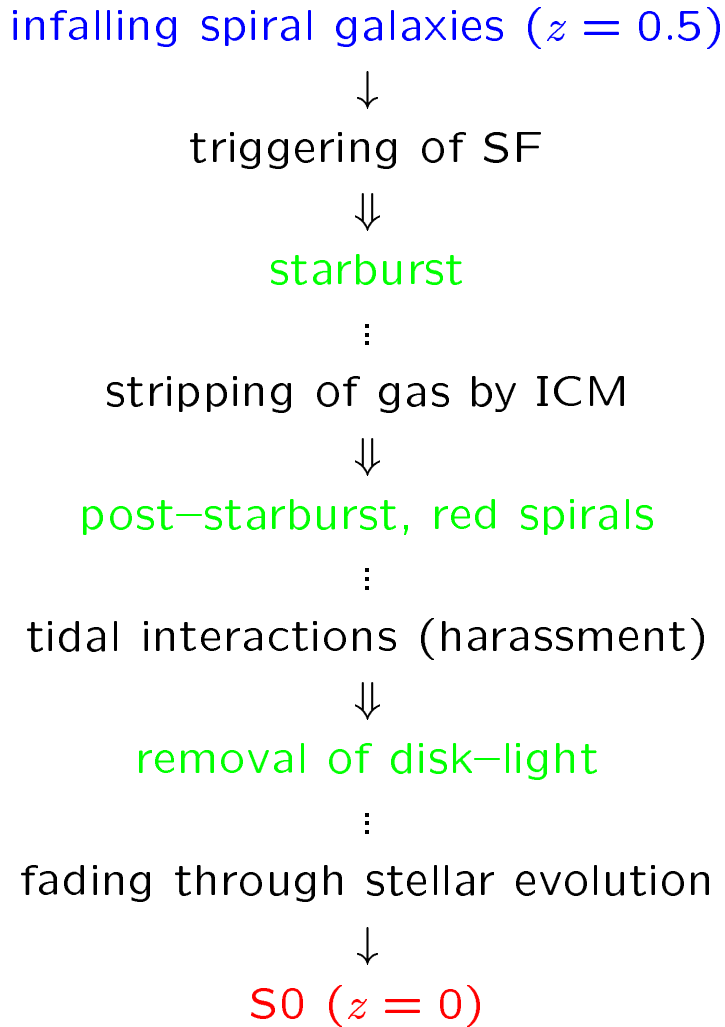 infalling spiral galaxies (z = 0.5)
↓
triggering of SF
⇓
starburst
⋮
stripping of gas by ICM
⇓
post–starburst, red spirals
⋮
tidal interactions (harassment)
⇓
removal of disk–light
⋮
fading through stellar evolution
↓
S0 (z = 0)